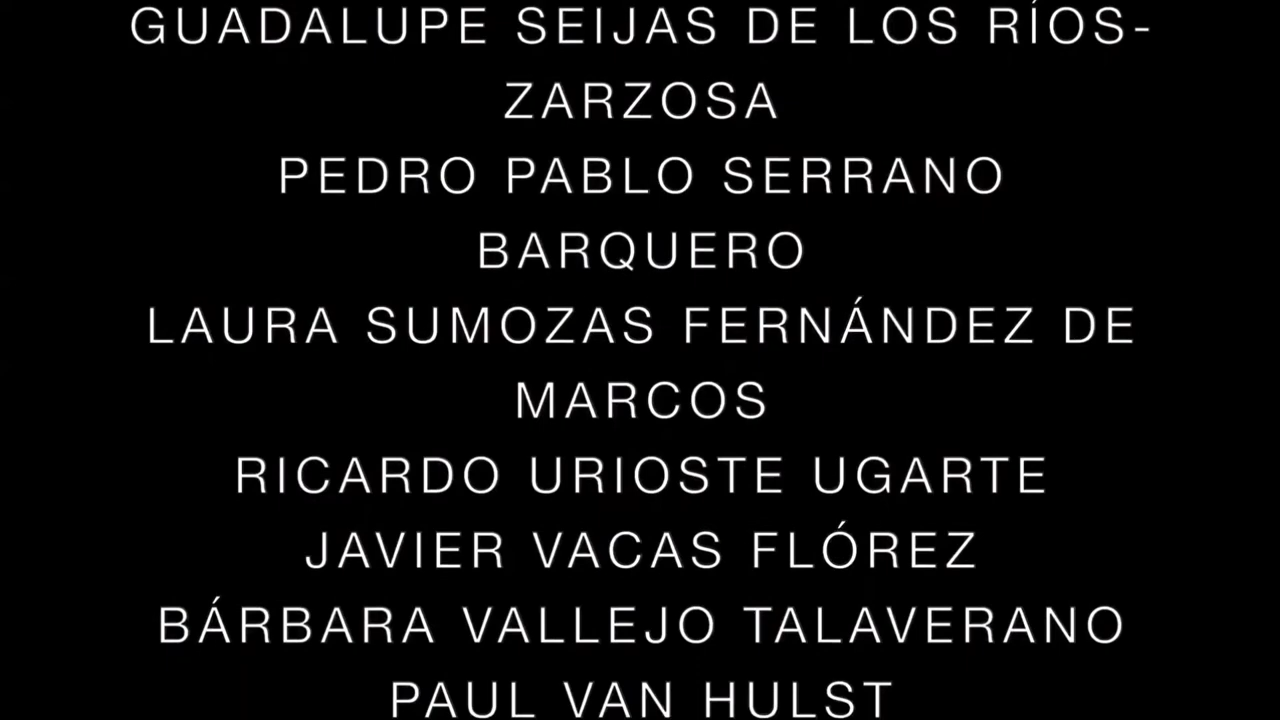 GUADALUPE SEIJAS DE LOS RÍOS-
ZARZOSA
PEDRO PABLO SERRANO
BARQUERO
LAURA SUMOZAS FERNÁNDEZ DE
MARCOS
RICARDO URIOSTE UGARTE
JAVIER VACAS FLÓREZ
BÁRBARA VALLEJO TALAVERANO
PAUL VAN HULST